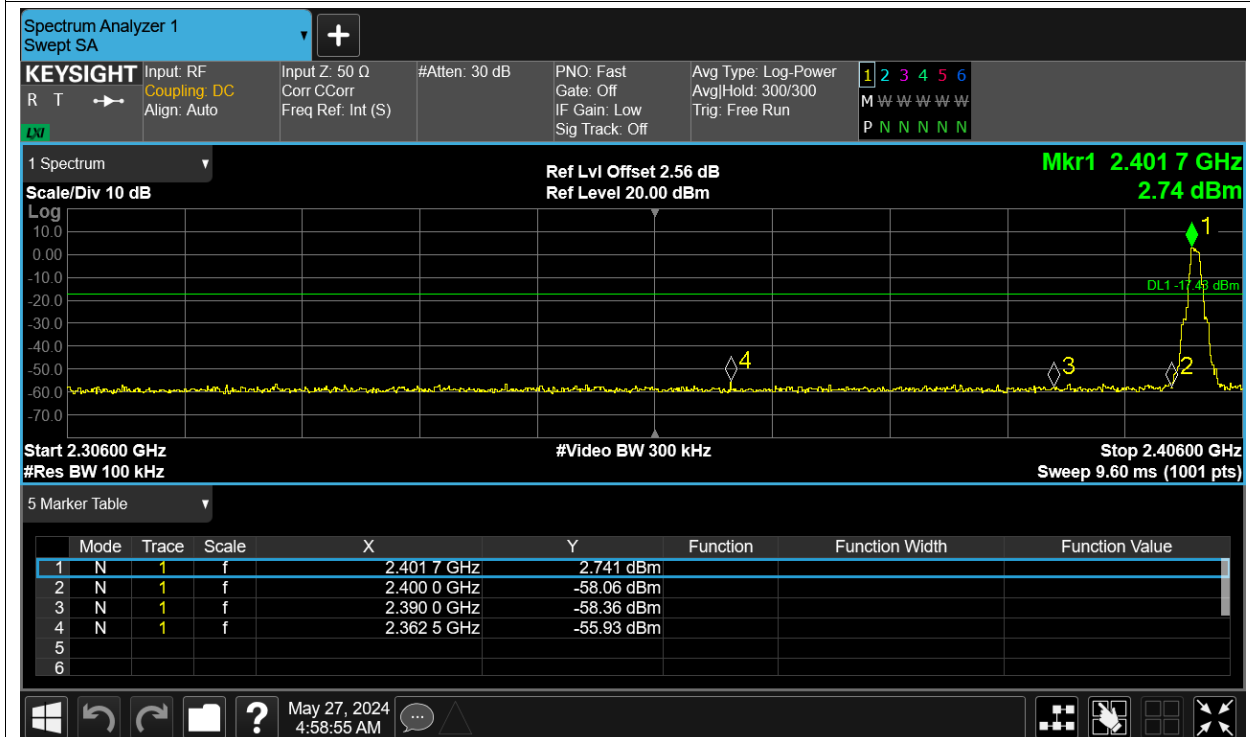 Spectrum Analyzer 1
Swept SA
+
KEYSIGHT Input: RF Input Z: 50 Ω #Atten: 30 dB PNO: Fast Avg Type: Log-Power 1 2 3 4 5 6
R T Coupling: DC Corr CCorr Gate: Off Avg|Hold: 300/300 M W W W W W W
Align: Auto Freq Ref: Int (S) IF Gain: Low Trig: Free Run
LXI Sig Track: Off P N N N N N N
1 Spectrum Ref Lvl Offset 2.56 dB Mkr1 2.401 7 GHz
Scale/Div 10 dB Ref Level 20.00 dBm 2.74 dBm
Log
10.0 1
0.00
-10.0
DL1 -17.43 dBm
-20.0
-30.0
-40.0
4 3 2
-50.0
-60.0
-70.0
Start 2.30600 GHz #Video BW 300 kHz Stop 2.40600 GHz
#Res BW 100 kHz Sweep 9.60 ms (1001 pts)
5 Marker Table
Mode Trace Scale X Y Function Function Width Function Value
1 N 1 f 2.401 7 GHz 2.741 dBm
2 N 1 f 2.400 0 GHz -58.06 dBm
3 N 1 f 2.390 0 GHz -58.36 dBm
4 N 1 f 2.362 5 GHz -55.93 dBm
5
6
? May 27, 2024
4:58:55 AM